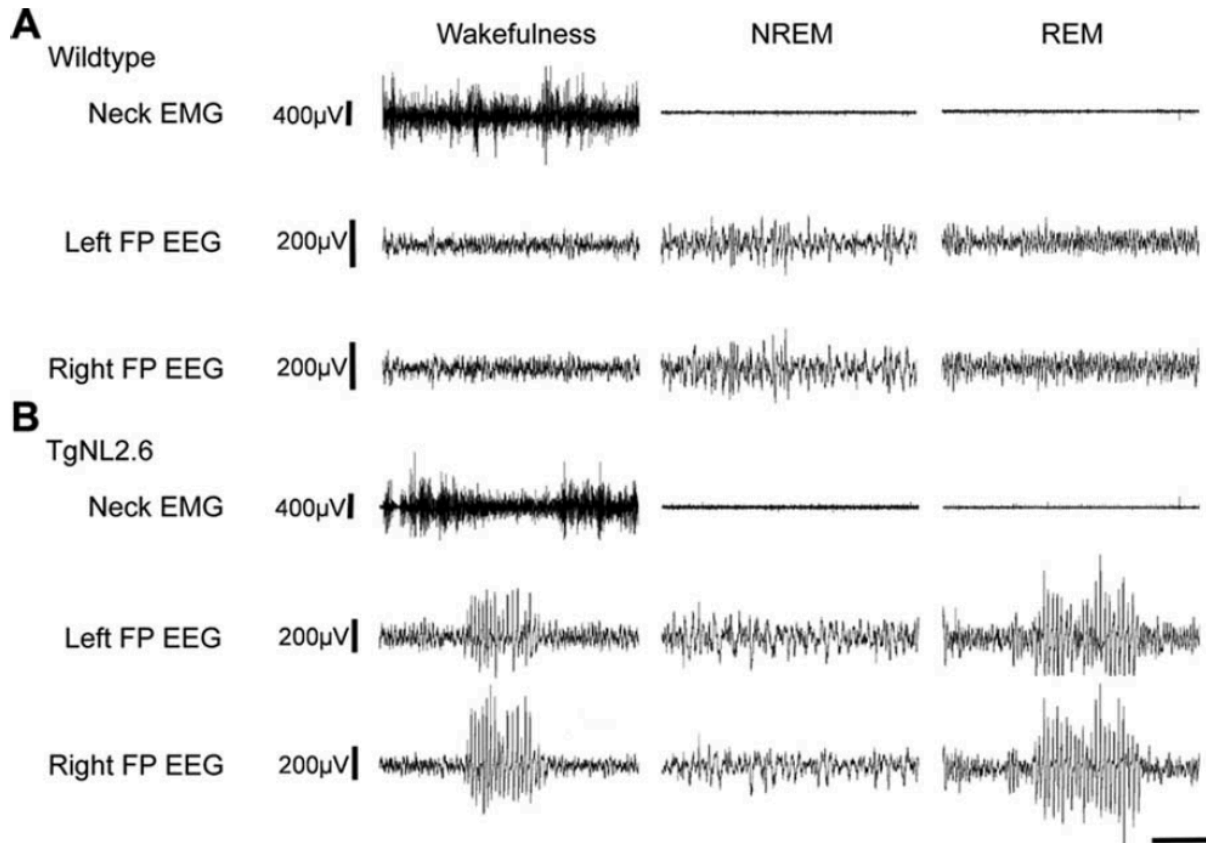 A
Wakefulness NREM REM
Wildtype
Neck EMG 400µV
Left FP EEG 200µV
Right FP EEG 200µV
B
TgNL2.6
Neck EMG 400µV
Left FP EEG 200µV
Right FP EEG 200µV